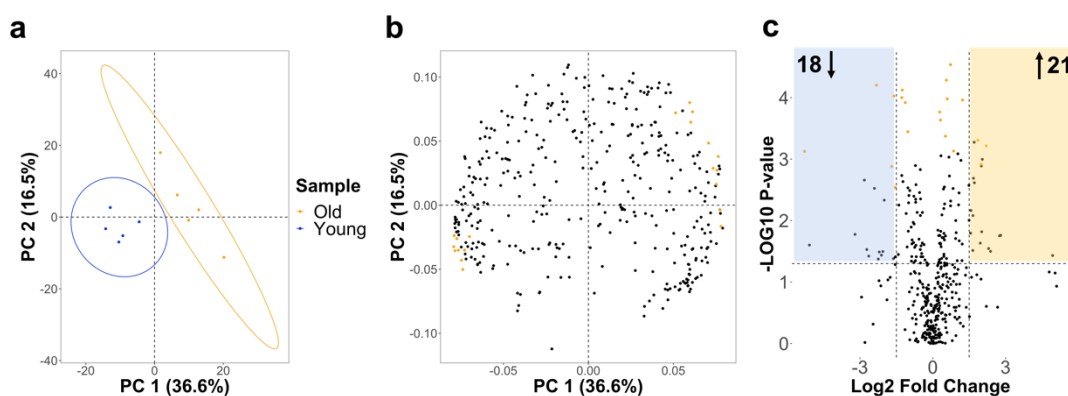 a
PC 2 (16.5%)
40
20
0
-20
-40
-20
0
20
PC 1 (36.6%)
Sample
Old
Young
b
PC 2 (16.5%)
0.10
0.05
0.00
-0.05
-0.10
-0.05
0.00
0.05
PC 1 (36.6%)
c
18
21
-LOG10 P-value
4
3
2
1
0
-3
0
3
Log2 Fold Change